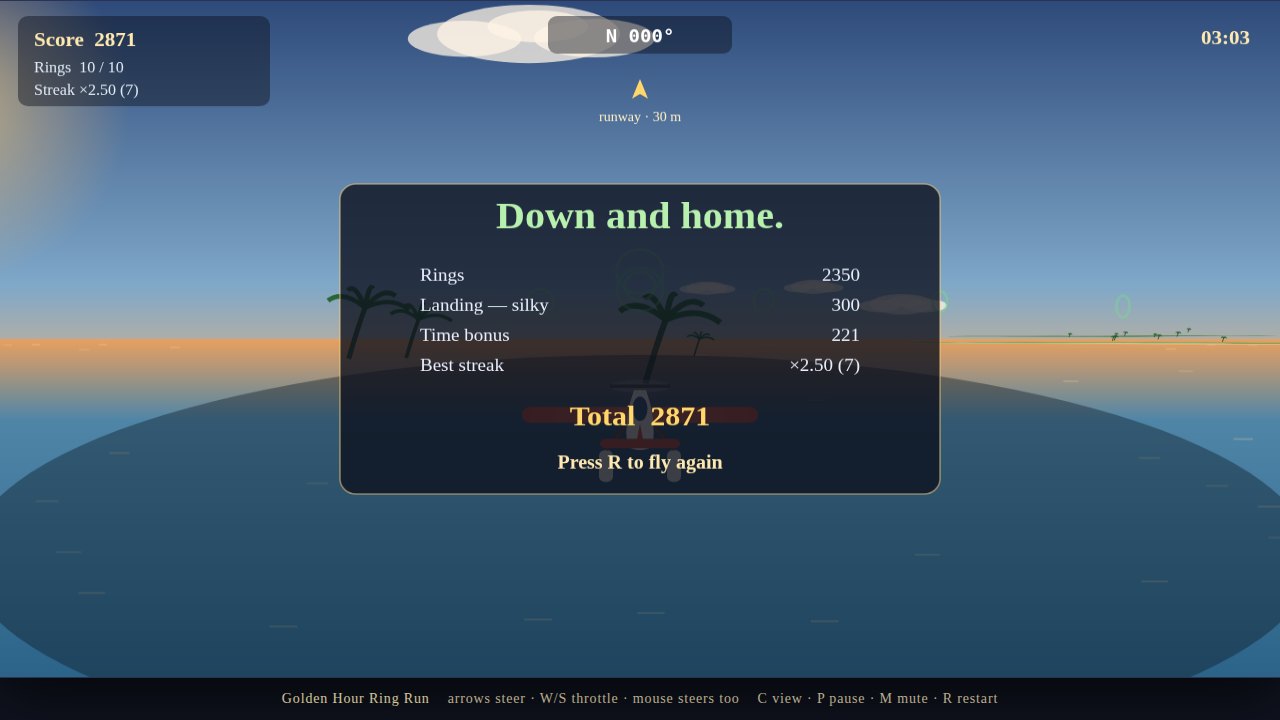 Score 2871
Rings 10 / 10
Streak ×2.50 (7)
N 000°
03:03
runway · 30 m
Down and home.
Rings 2350
Landing — silky 300
Time bonus 221
Best streak ×2.50 (7)
Total 2871
Press R to fly again
Golden Hour Ring Run arrows steer · W/S throttle · mouse steers too C view · P pause · M mute · R restart